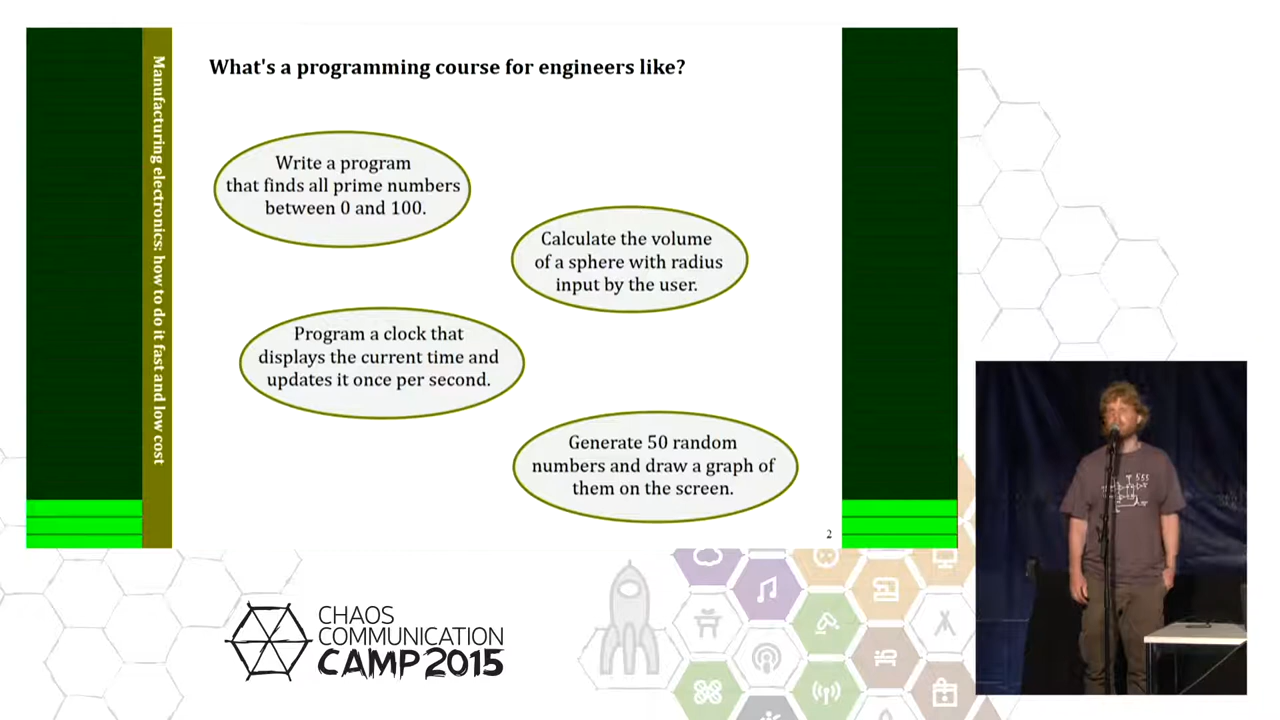 Manufacturing electronics: how to do it fast and low cost
What's a programming course for engineers like?
Write a program
that finds all prime numbers
between 0 and 100.
Calculate the volume
of a sphere with radius
input by the user.
Program a clock that
displays the current time and
updates it once per second.
Generate 50 random
numbers and draw a graph of
them on the screen.
2
CHAOS
COMMUNICATION
CAMP 2015
555